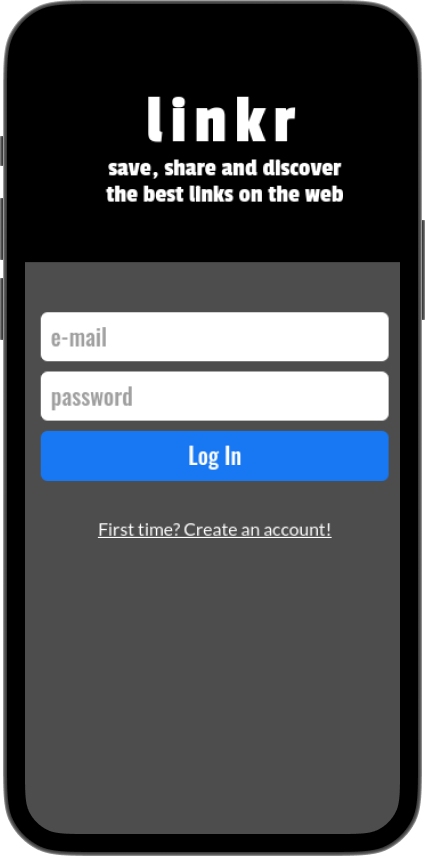 linkr
save, share and discover
the best links on the web
e-mail
password
Log In
First time? Create an account!